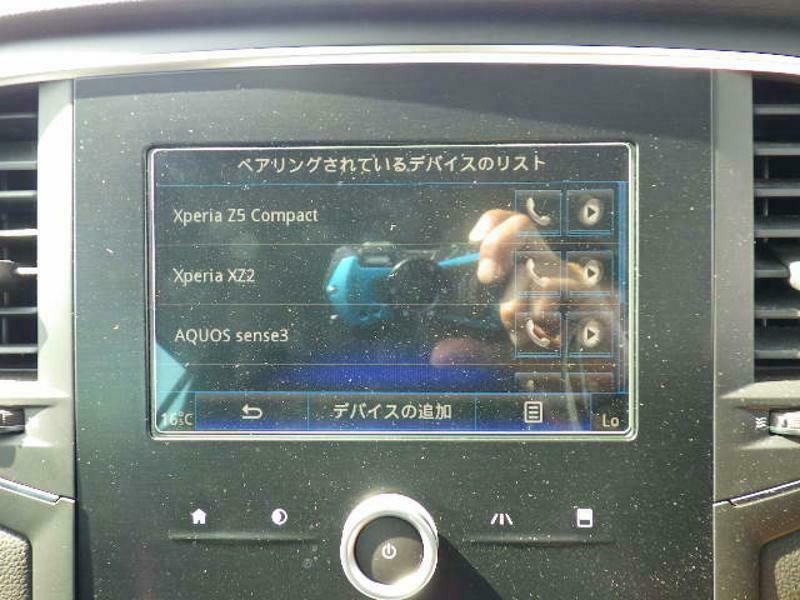 ペアリングされているデバイスのリスト
Xperia Z5 Compact
Xperia XZ2
AQUOS sense3
デバイスの追加
Lo